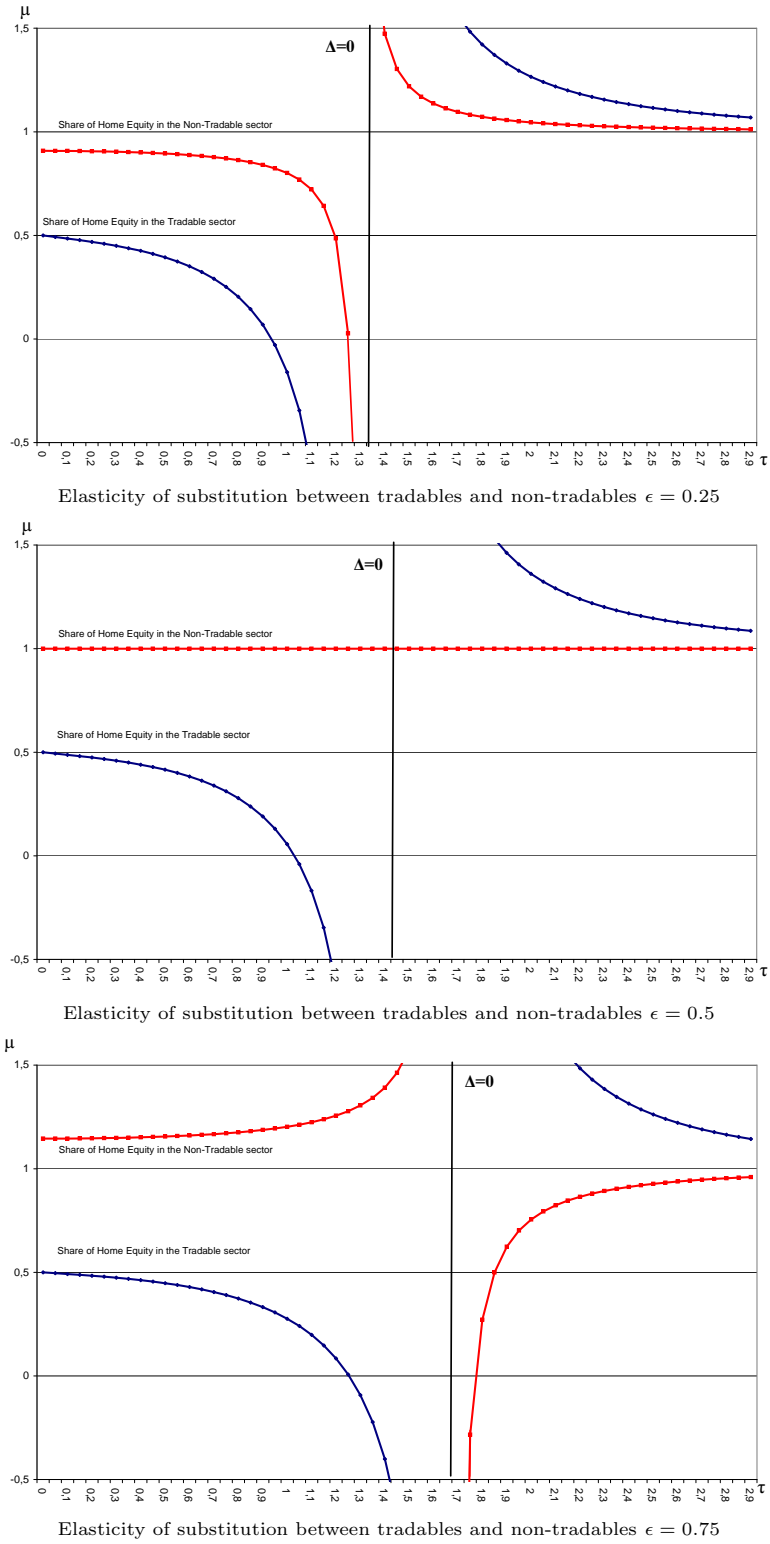 μ
1,5
Δ=0
Share of Home Equity in the Non-Tradable sector
1
Share of Home Equity in the Tradable sector
0,5
0
-0,5
0 0,1 0,2 0,3 0,4 0,5 0,6 0,7 0,8 0,9 1 1,1 1,2 1,3 1,4 1,5 1,6 1,7 1,8 1,9 2 2,1 2,2 2,3 2,4 2,5 2,6 2,7 2,8 2,9 τ
Elasticity of substitution between tradables and non-tradables ϵ = 0.25
μ
1,5
Δ=0
Share of Home Equity in the Non-Tradable sector
1
Share of Home Equity in the Tradable sector
0,5
0
-0,5
0 0,1 0,2 0,3 0,4 0,5 0,6 0,7 0,8 0,9 1 1,1 1,2 1,3 1,4 1,5 1,6 1,7 1,8 1,9 2 2,1 2,2 2,3 2,4 2,5 2,6 2,7 2,8 2,9 τ
Elasticity of substitution between tradables and non-tradables ϵ = 0.5
μ
1,5
Δ=0
Share of Home Equity in the Non-Tradable sector
1
Share of Home Equity in the Tradable sector
0,5
0
-0,5
0 0,1 0,2 0,3 0,4 0,5 0,6 0,7 0,8 0,9 1 1,1 1,2 1,3 1,4 1,5 1,6 1,7 1,8 1,9 2 2,1 2,2 2,3 2,4 2,5 2,6 2,7 2,8 2,9 τ
Elasticity of substitution between tradables and non-tradables ϵ = 0.75